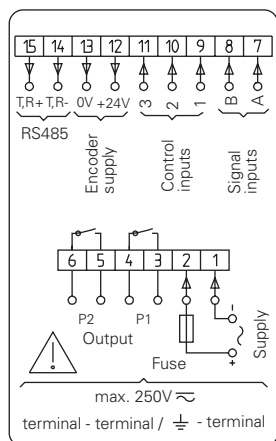 15 14 13 12 11 10 9 8 7
T,R+ T,R- 0V +24V 3 2 1 B A
RS485
Encoder supply
Control inputs
Signal inputs
6 5 4 3 2 1
P2 P1
Output
Fuse
- ~ +
Supply
max. 250V ⏦
terminal - terminal / ⏚ - terminal